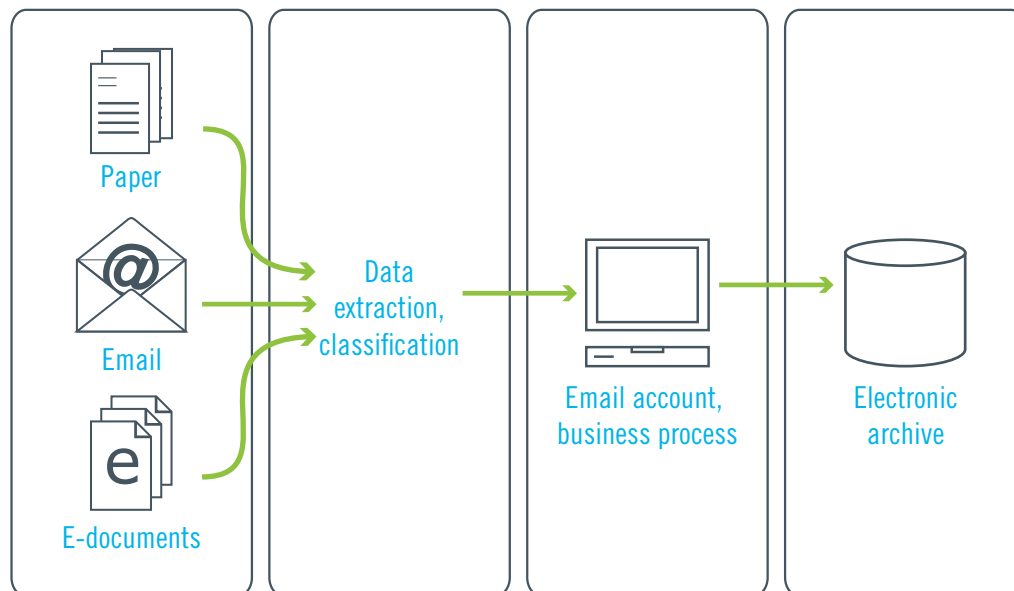 Paper
@
Email
e
E-documents
Data
extraction,
classification
Email account,
business process
Electronic
archive